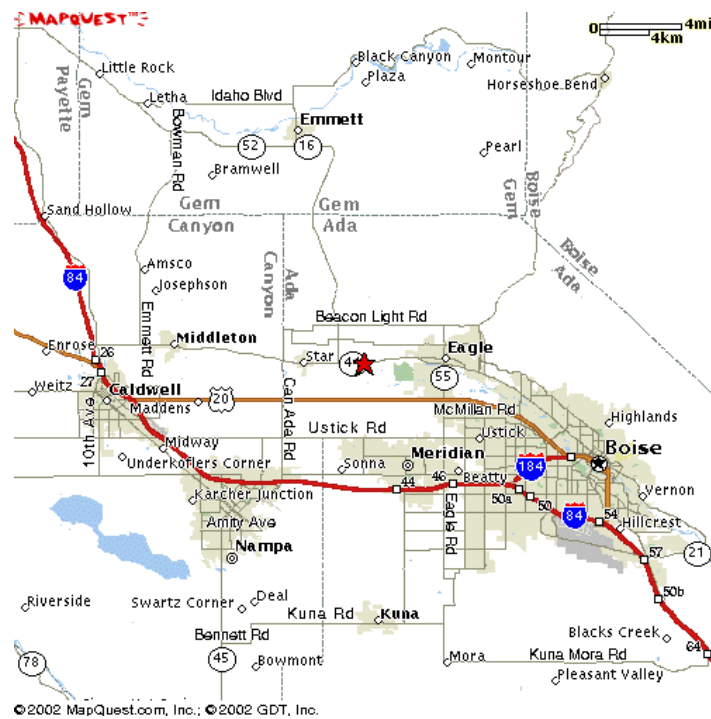 MAPQUEST™
0 4mi
4km
Black Canyon
Montour
Little Rock
Plaza
Horseshoe Bend
Gem
Payette
Letha
Idaho Blvd
Emmett
Bowman Rd
52
16
Pearl
Bramwell
Gem
Canyon
Gem
Ada
Boise
Gem
Sand Hollow
Boise
Ada
Amsco
84
Josephson
Ada
Canyon
Emmett Rd
Beacon Light Rd
Middleton
Enrose
26
Star
44
Eagle
27
Weitz
Caldwell
Can Ada Rd
55
20
Maddens
McMillan Rd
Highlands
10th Ave
Ustick Rd
Ustick
Midway
Meridian
Boise
Underkoflers Corner
Sonna
46
Beatty
184
44
Karcher Junction
Eagle Rd
50a
50
Vernon
84
54
Hillcrest
Amity Ave
Nampa
57
21
Riverside
Deal
Swartz Corner
50b
Kuna Rd
Kuna
Bennett Rd
Blacks Creek
64
78
45
Bowmont
Mora
Kuna Mora Rd
Pleasant Valley
©2002 MapQuest.com, Inc.; ©2002 GDT, Inc.